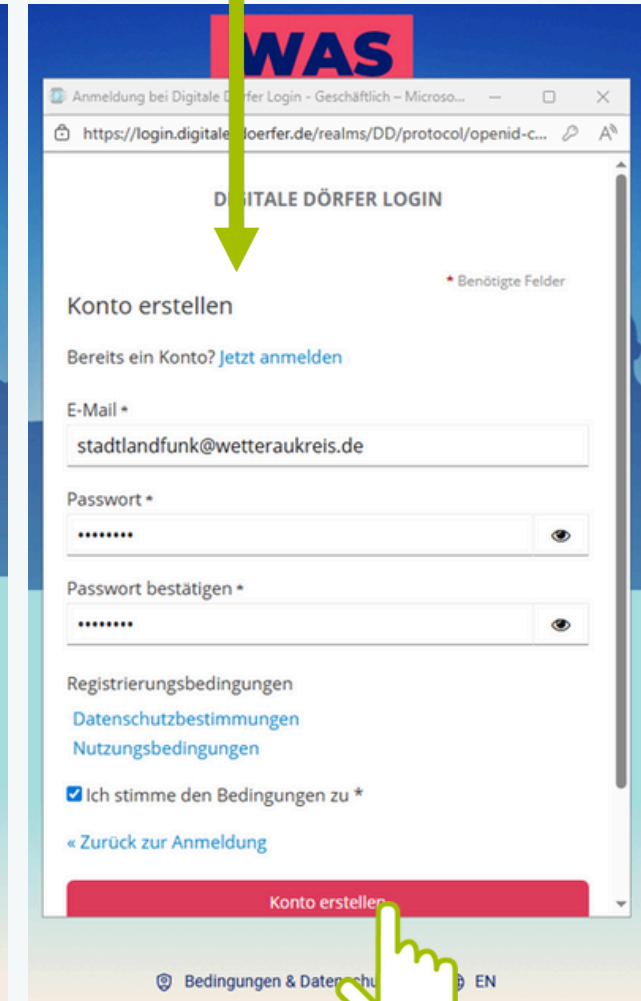 WAS
Anmeldung bei Digitale Dörfer Login - Geschäftlich – Microso...
https://login.digitale-doerfer.de/realms/DD/protocol/openid-c...
DIGITALE DÖRFER LOGIN
* Benötigte Felder
Konto erstellen
Bereits ein Konto? Jetzt anmelden
E-Mail *
stadtlandfunk@wetteraukreis.de
Passwort *
••••••••
Passwort bestätigen *
••••••••
Registrierungsbedingungen
Datenschutzbestimmungen
Nutzungsbedingungen
Ich stimme den Bedingungen zu *
« Zurück zur Anmeldung
Konto erstellen
Bedingungen & EN